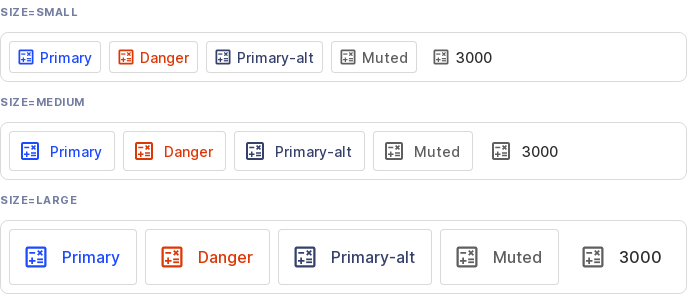 SIZE=SMALL
Primary Danger Primary-alt Muted 3000
SIZE=MEDIUM
Primary Danger Primary-alt Muted 3000
SIZE=LARGE
Primary Danger Primary-alt Muted 3000